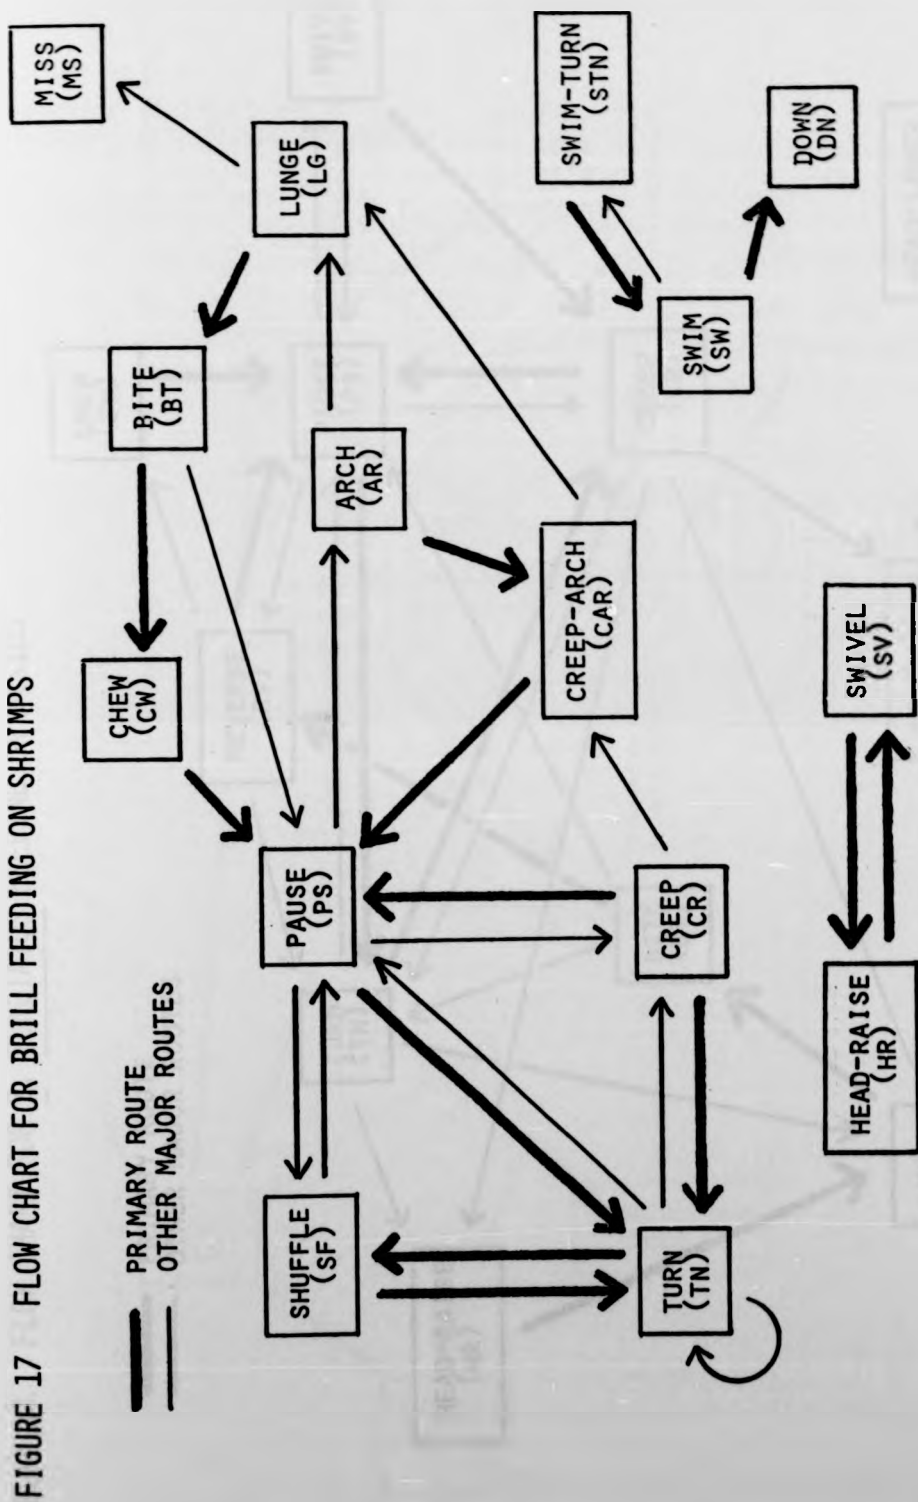 FIGURE 17 FLOW CHART FOR BRILL FEEDING ON SHRIMPS
PRIMARY ROUTE
OTHER MAJOR ROUTES
MISS
(MS)
CHEW
(CW)
BITE
(BT)
SHUFFLE
(SF)
PAUSE
(PS)
LUNGE
(LG)
ARCH
(AR)
CREEP-ARCH
(CAR)
SWIM-TURN
(STN)
TURN
(TN)
CREEP
(CR)
SWIM
(SW)
DOWN
(DN)
HEAD-RAISE
(HR)
SWIVEL
(SV)